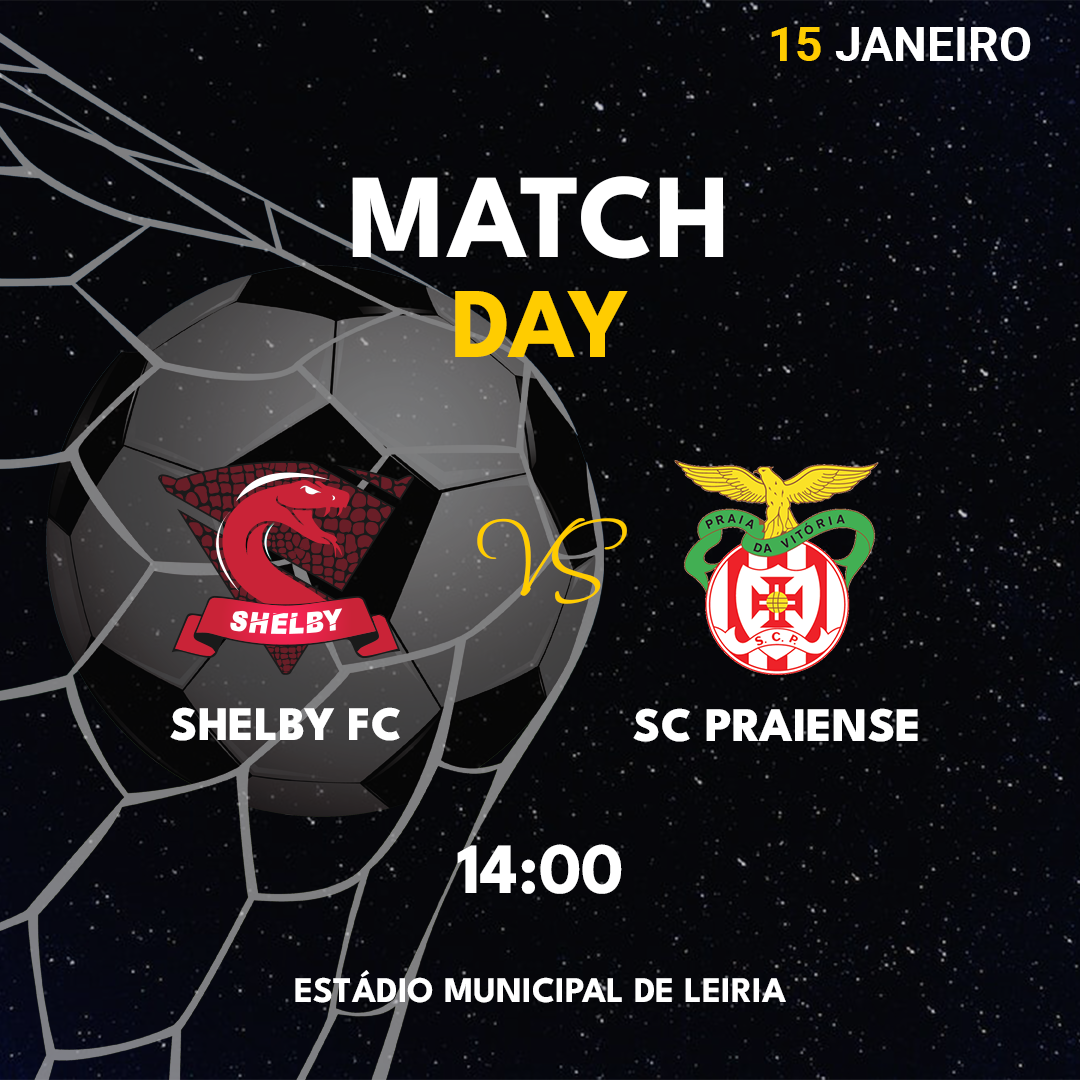 15 JANEIRO
MATCH
DAY
VS
SHELBY
PRAIA DA VITÓRIA
S. C. P.
SHELBY FC
SC PRAIENSE
14:00
ESTÁDIO MUNICIPAL DE LEIRIA